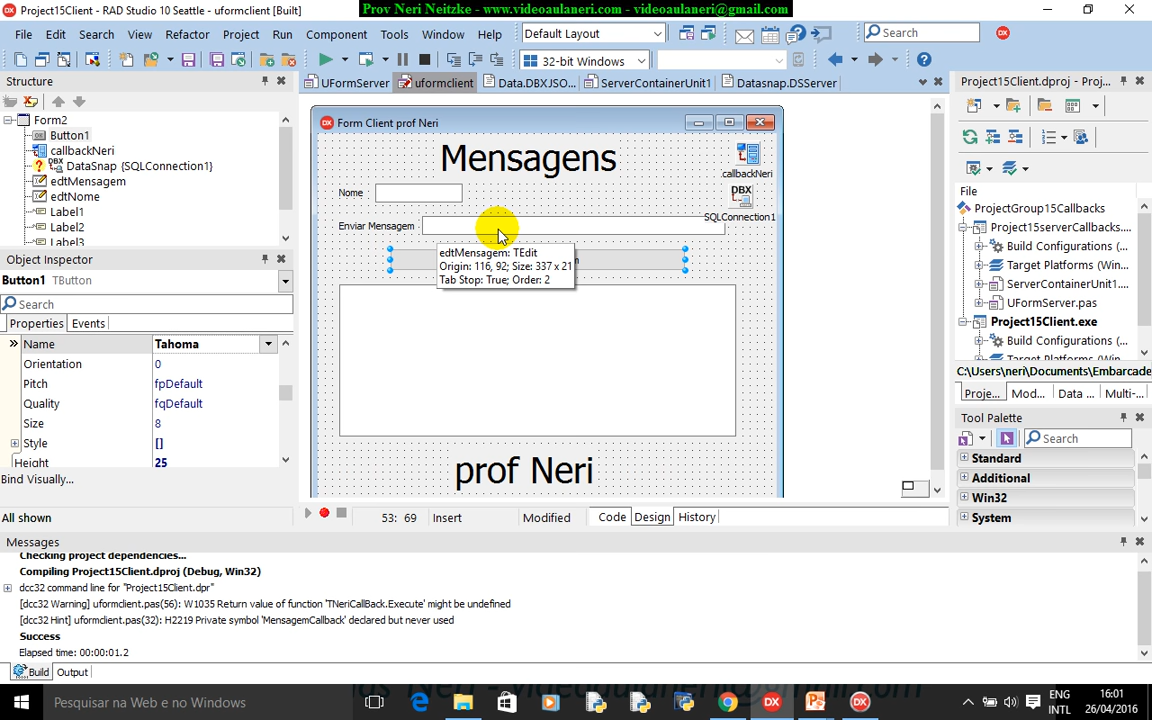 Project15Client - RAD Studio 10 Seattle - uformclient [Built]
Prov Neri Neitzke - www.videoaulaneri.com - videoaulaneri@gmail.com
File Edit Search View Refactor Project Run Component Tools Window Help
Default Layout
Search
32-bit Windows
Structure
UFormServer
uformclient
Data.DBXJSO...
ServerContainerUnit1
Datasnap.DSServer
Project15Client.dproj - Proj...
Form2
Button1
callbackNeri
DataSnap {SQLConnection1}
edtMensagem
edtNome
Label1
Label2
Label3
Object Inspector
Button1 TButton
Search
Properties Events
Name Tahoma
Orientation 0
Pitch fpDefault
Quality fqDefault
Size 8
Style []
Height 25
Bind Visually...
All shown
Form Client prof Neri
Mensagens
callbackNeri
Nome
DBX
SQLConnection1
Enviar Mensagem
edtMensagem: TEdit
Origin: 116, 92; Size: 337 x 21
Tab Stop: True; Order: 2
prof Neri
53: 69 Insert Modified Code Design History
File
ProjectGroup15Callbacks
Project15serverCallbacks....
Build Configurations (...
Target Platforms (Win...
ServerContainerUnit1....
UFormServer.pas
Project15Client.exe
Build Configurations (...
Target Platforms (Win...
C:\Users\neri\Documents\Embarcade
Proje... Mod... Data ... Multi-...
Tool Palette
Search
Standard
Additional
Win32
System
Messages
Checking project dependencies...
Compiling Project15Client.dproj (Debug, Win32)
dcc32 command line for "Project15Client.dpr"
[dcc32 Warning] uformclient.pas(56): W1035 Return value of function 'TNeriCallBack.Execute' might be undefined
[dcc32 Hint] uformclient.pas(32): H2219 Private symbol 'MensagemCallback' declared but never used
Success
Elapsed time: 00:00:01.2
Build Output
Neri - videoaulaneri@gmail.com
Pesquisar na Web e no Windows
ENG
INTL
16:01
26/04/2016